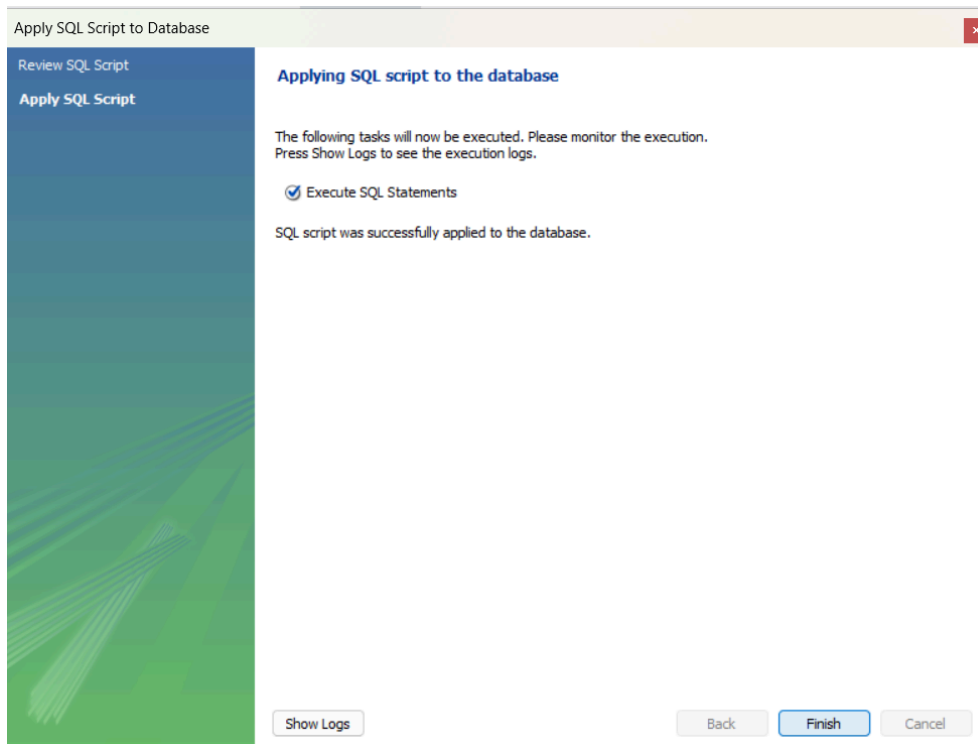 Apply SQL Script to Database
Review SQL Script
Apply SQL Script
Applying SQL script to the database
The following tasks will now be executed. Please monitor the execution.
Press Show Logs to see the execution logs.
Execute SQL Statements
SQL script was successfully applied to the database.
Show Logs
Back
Finish
Cancel